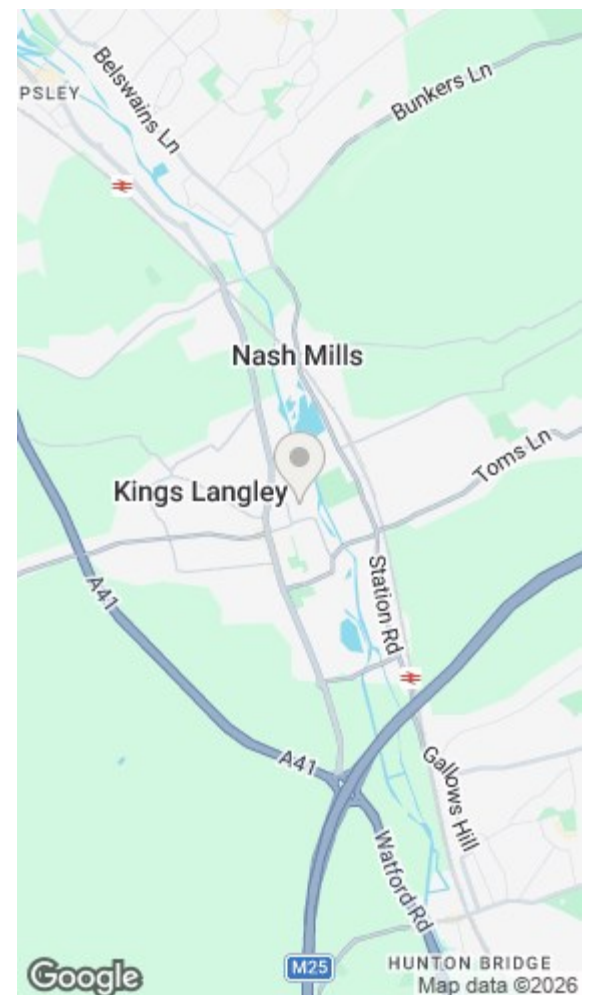 Belswains Ln
PSLEY
Bunkers Ln
Nash Mills
Toms Ln
Kings Langley
A41
Station Rd
A41
Gallows Hill
Watford Rd
M25
HUNTON BRIDGE
Google
Map data ©2026